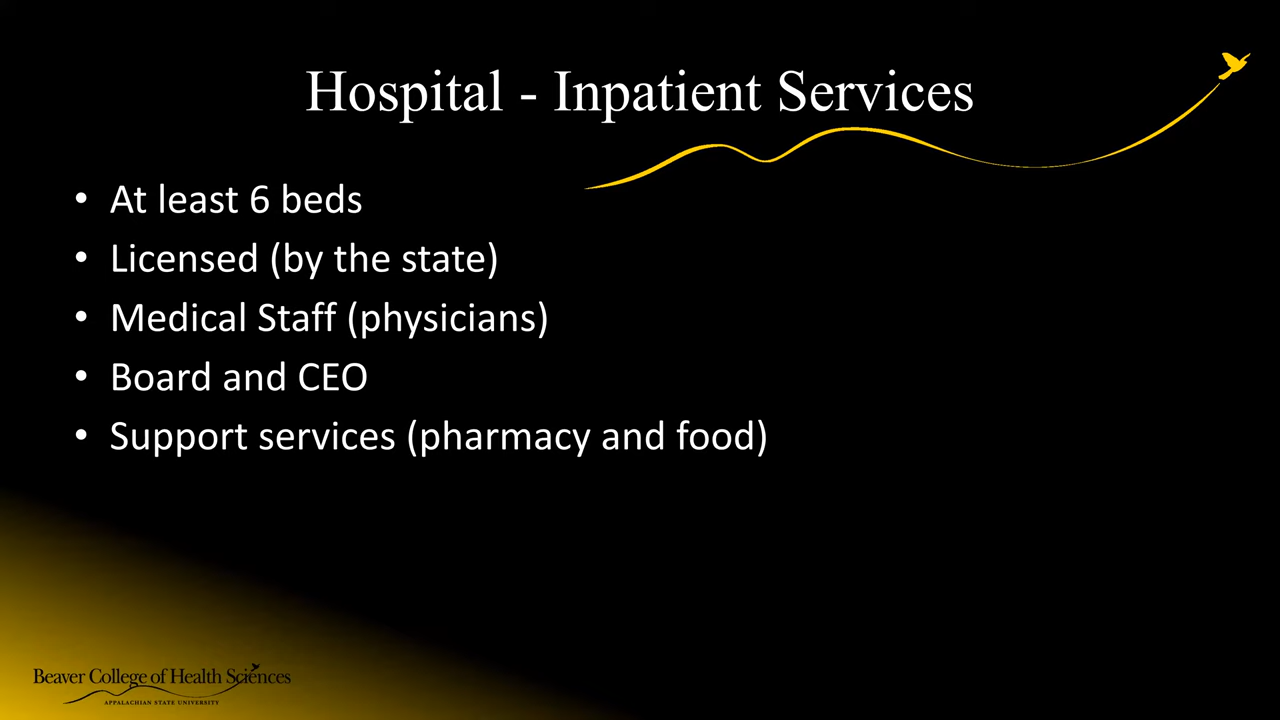 Hospital - Inpatient Services
• At least 6 beds
• Licensed (by the state)
• Medical Staff (physicians)
• Board and CEO
• Support services (pharmacy and food)
Beaver College of Health Sciences
APPALACHIAN STATE UNIVERSITY